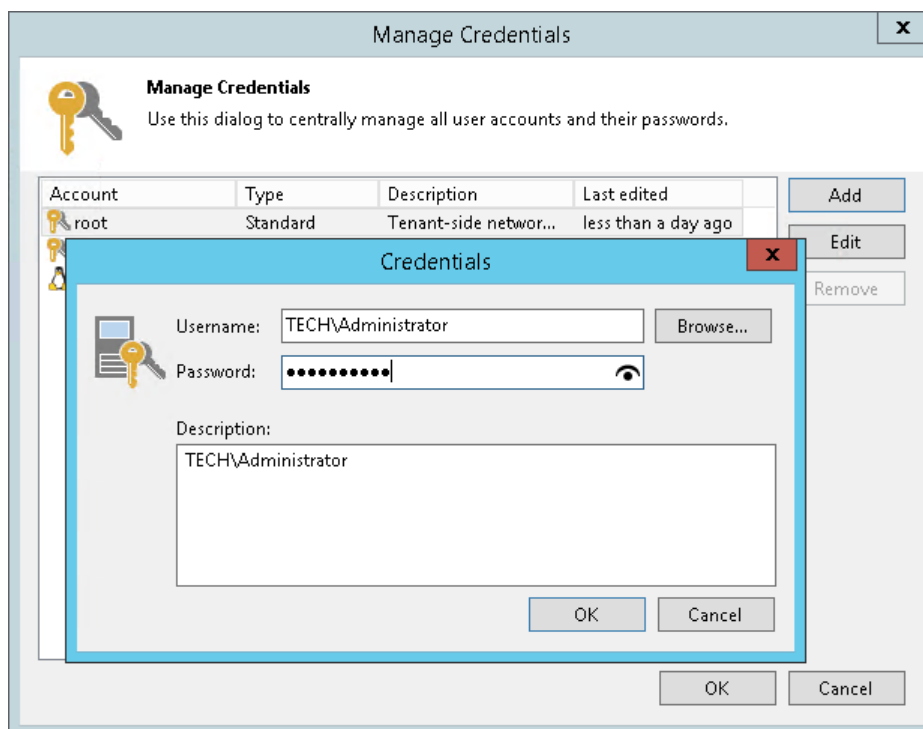 Manage Credentials
x
Manage Credentials
Use this dialog to centrally manage all user accounts and their passwords.
Account Type Description Last edited
Add
root Standard Tenant-side networ... less than a day ago
Edit
Credentials
x
Remove
Username: TECH\Administrator Browse...
Password: ●●●●●●●●●●
Description:
TECH\Administrator
OK Cancel
OK Cancel